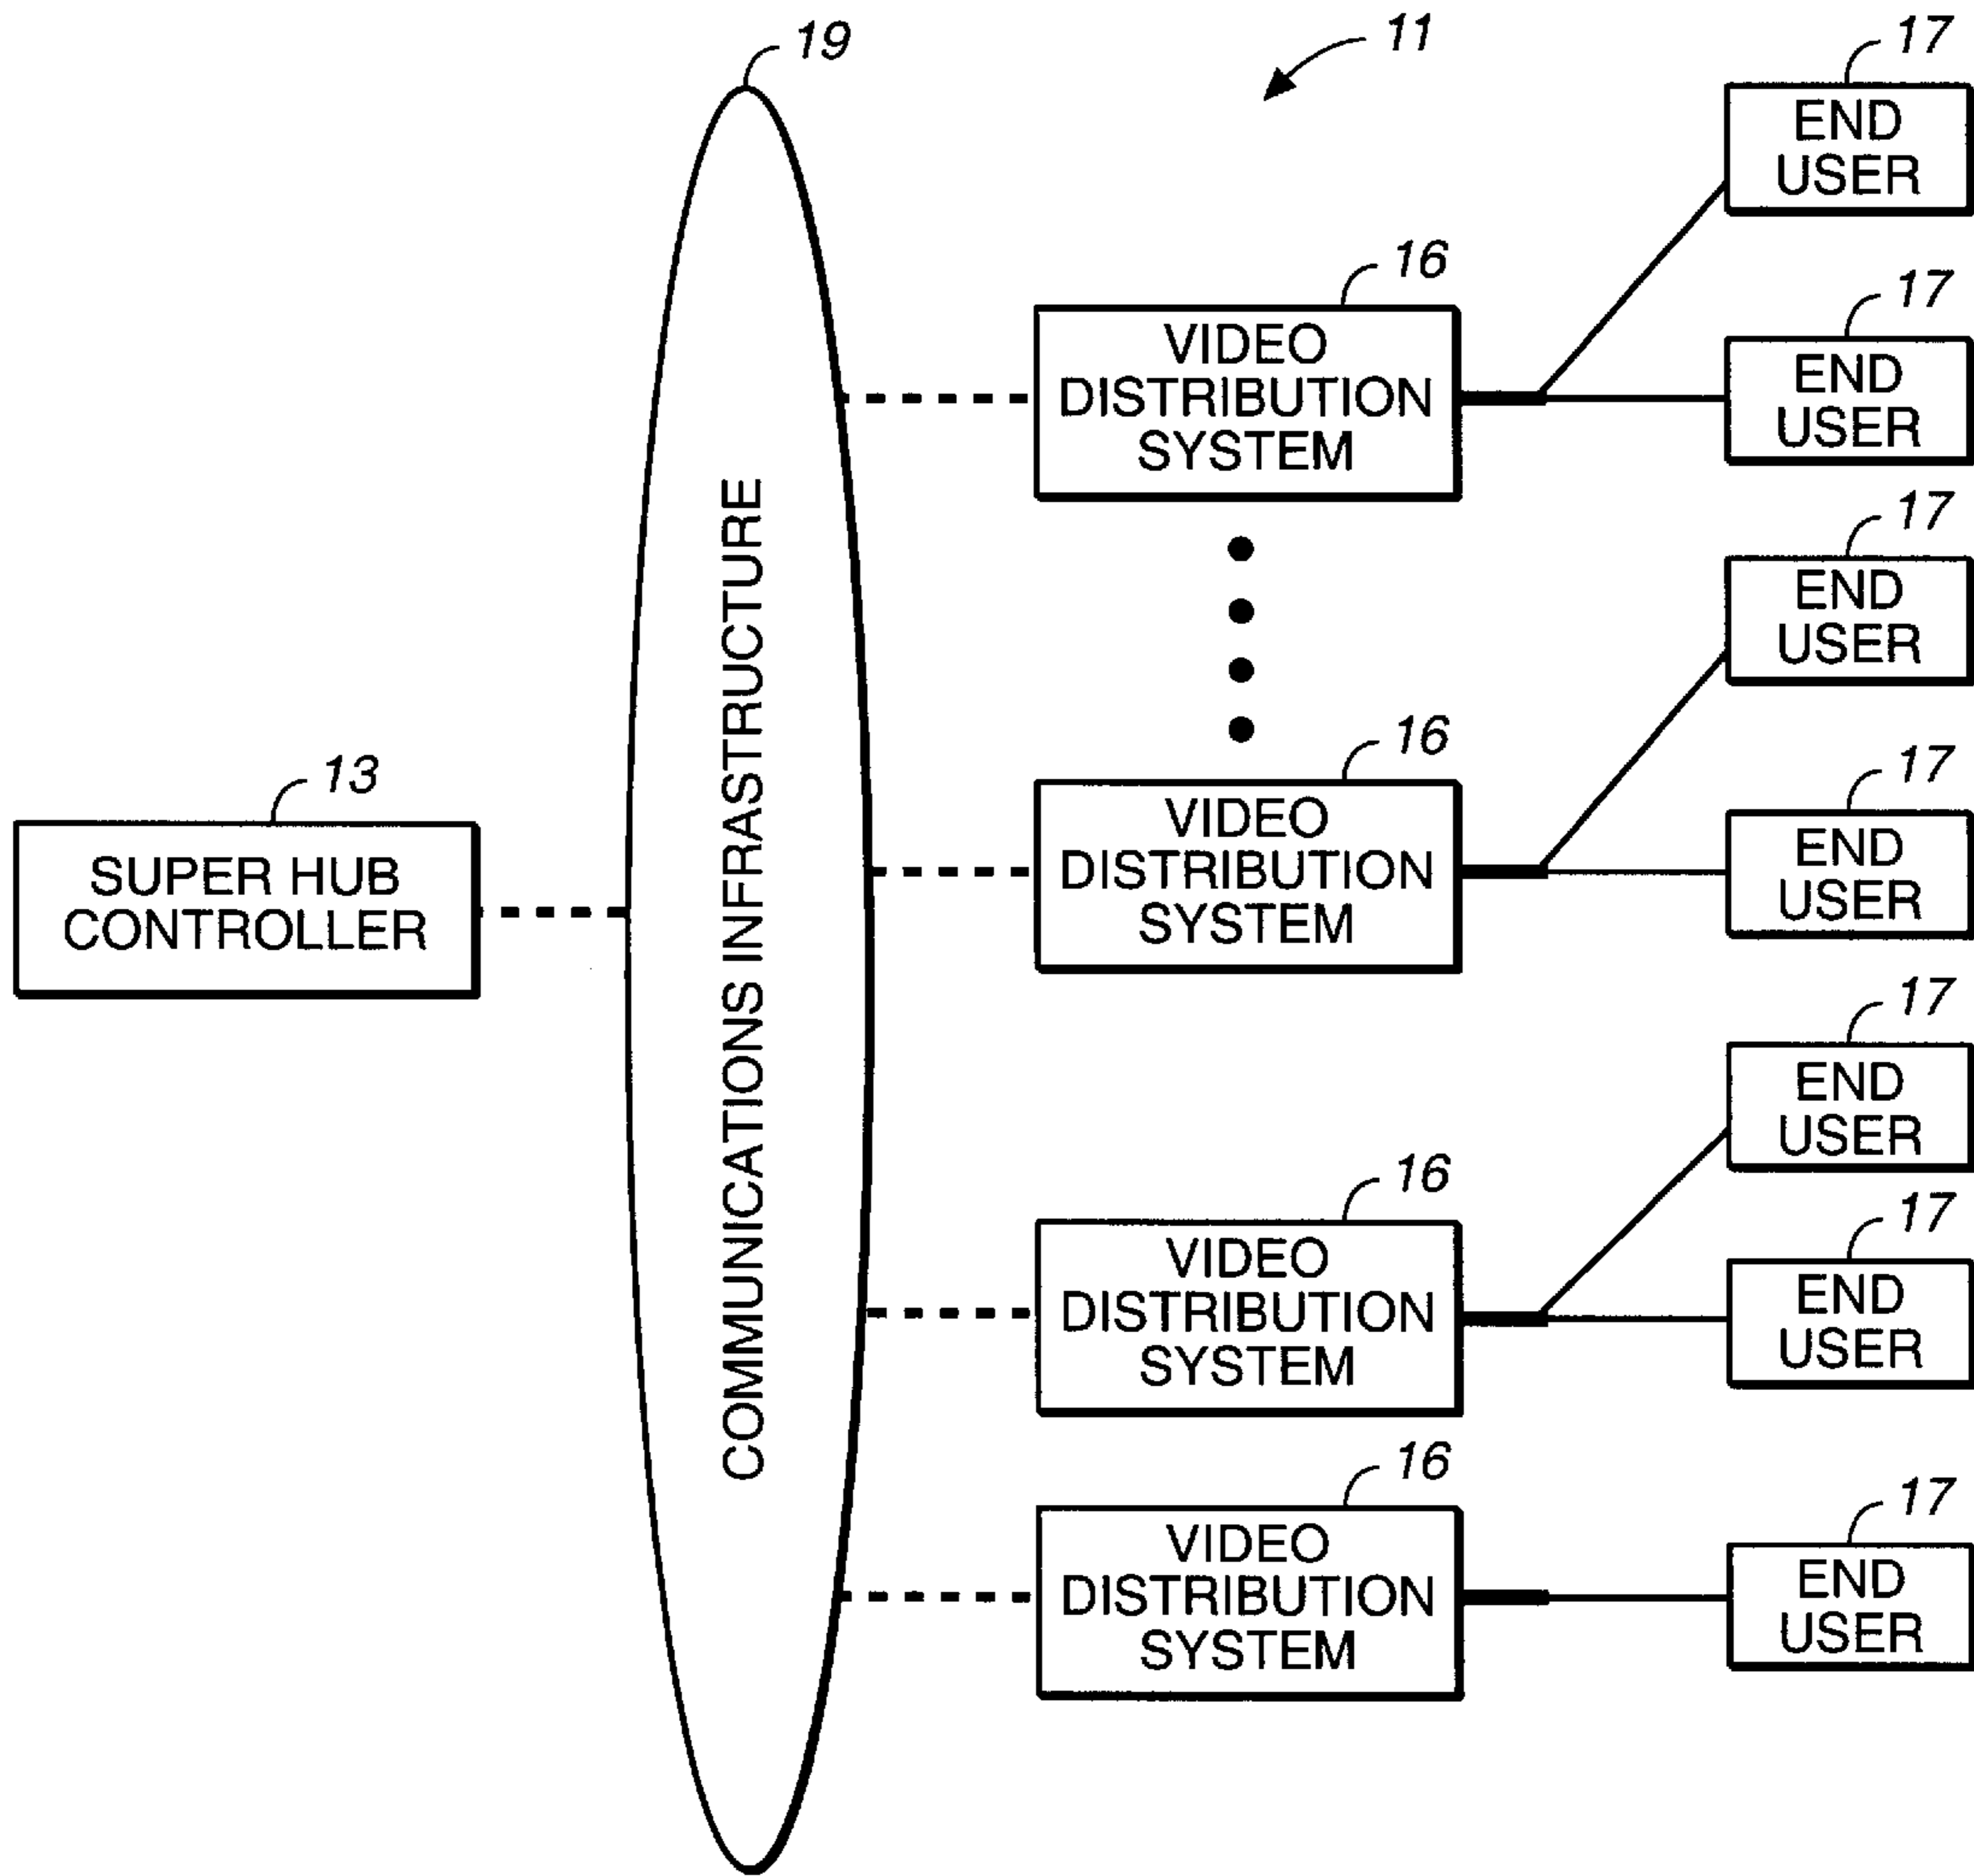 19
11
17
END
USER
16
VIDEO
DISTRIBUTION
SYSTEM
17
END
USER
17
END
USER
13
SUPER HUB
CONTROLLER
COMMUNICATIONS INFRASTRUCTURE
16
VIDEO
DISTRIBUTION
SYSTEM
17
END
USER
17
END
USER
16
VIDEO
DISTRIBUTION
SYSTEM
17
END
USER
16
VIDEO
DISTRIBUTION
SYSTEM
17
END
USER